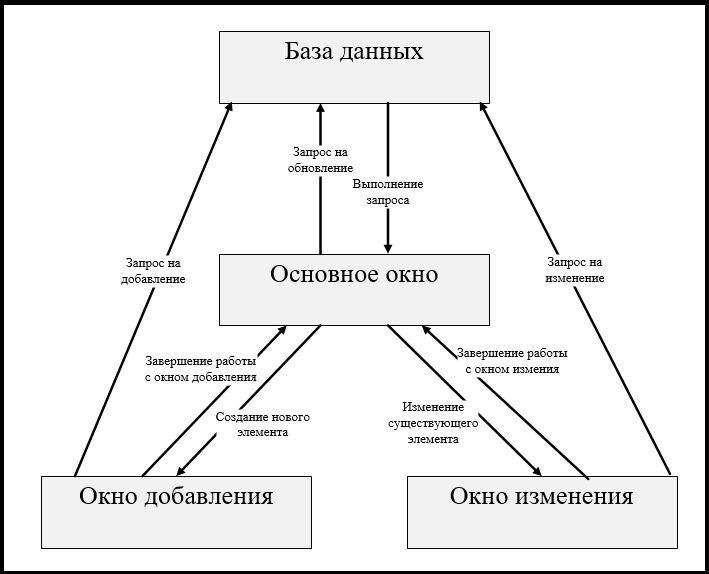 База данных
Запрос на
обновление
Выполнение
запроса
Запрос на
добавление
Запрос на
изменение
Основное окно
Завершение работы
с окном добавления
Завершение работы
с окном измения
Создание нового
элемента
Изменение
существующего
элемента
Окно добавления
Окно изменения